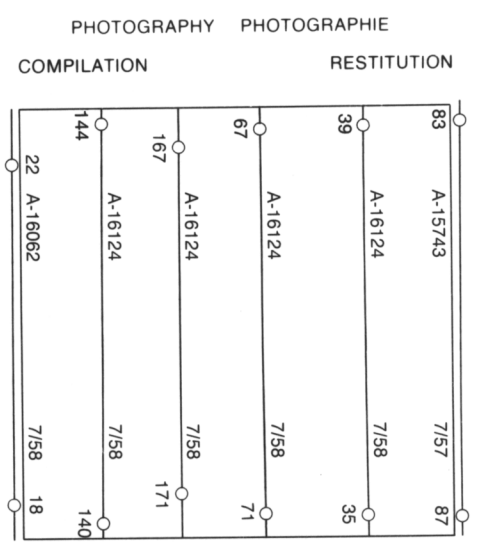 PHOTOGRAPHY PHOTOGRAPHIE
COMPILATION RESTITUTION
83 A-15743 7/57 87
39 A-16124 7/58 35
67 A-16124 7/58 71
167 A-16124 7/58 171
144 A-16124 7/58 140
22 A-16062 7/58 18